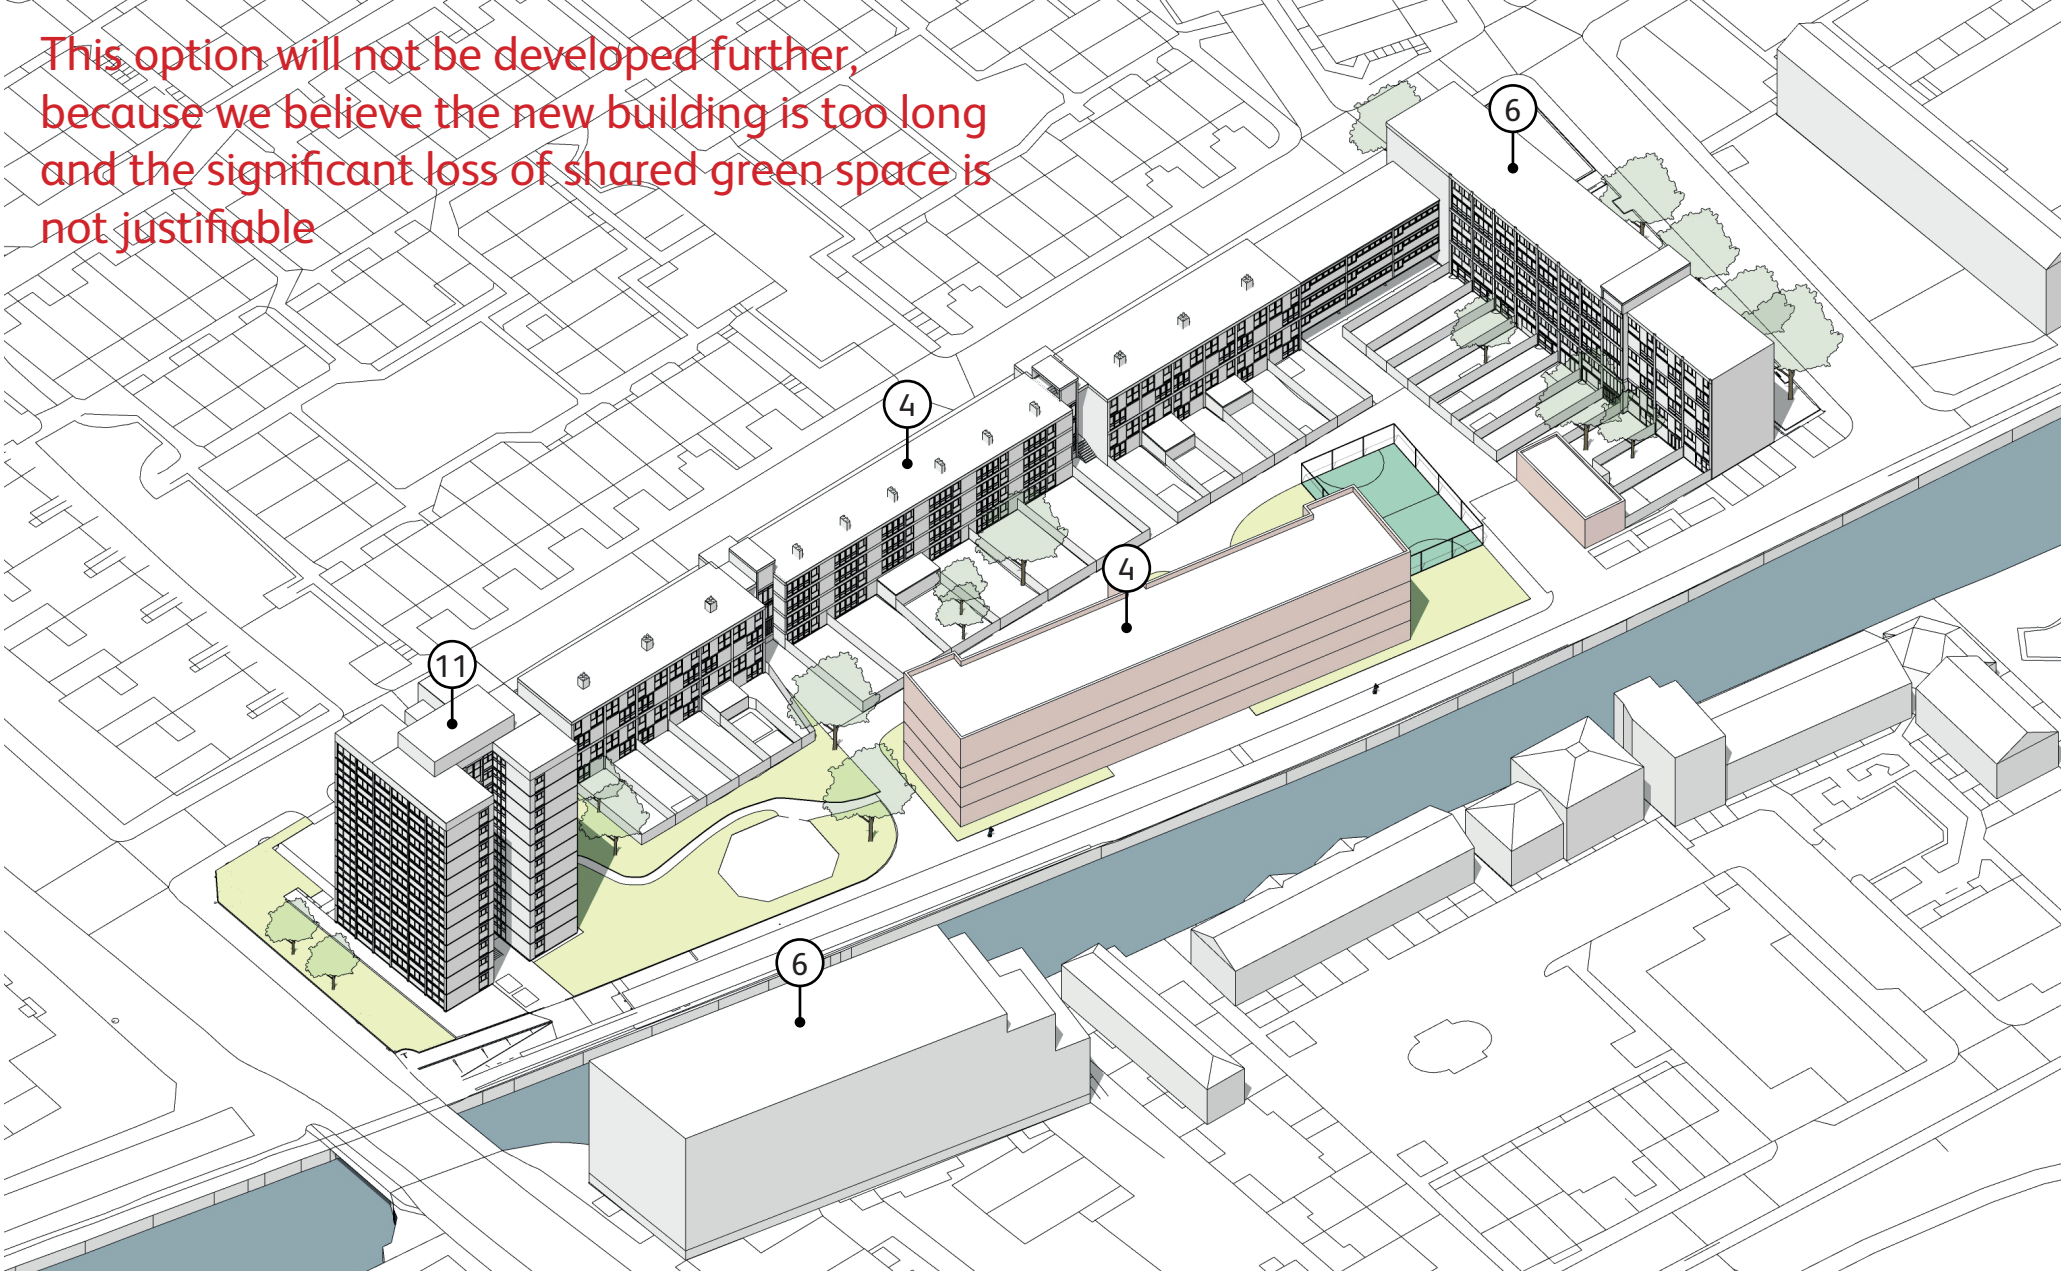 This option will not be developed further,
because we believe the new building is too long
and the significant loss of shared green space is
not justifiable
6
4
4
11
6